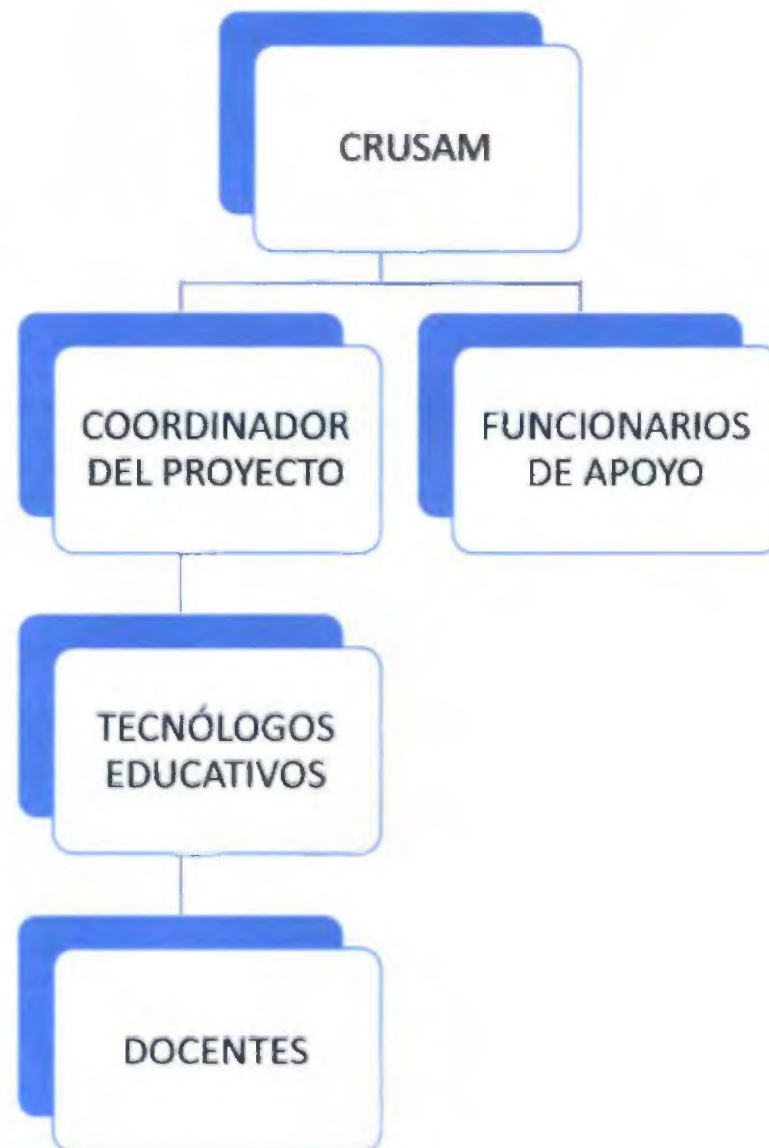 CRUSAM
COORDINADOR
DEL PROYECTO
FUNCIONARIOS
DE APOYO
TECNÓLOGOS
EDUCATIVOS
DOCENTES